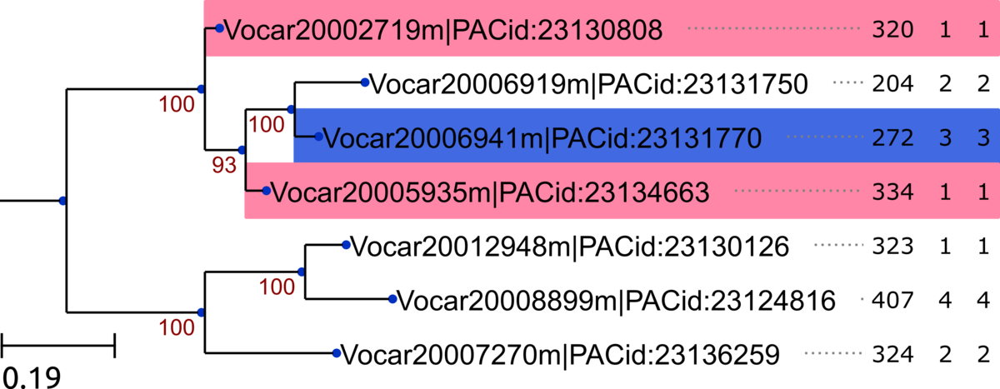 Vocar20002719m|PACid:23130808 320 1 1
100
Vocar20006919m|PACid:23131750 204 2 2
100
Vocar20006941m|PACid:23131770 272 3 3
93
Vocar20005935m|PACid:23134663 334 1 1
Vocar20012948m|PACid:23130126 323 1 1
100
Vocar20008899m|PACid:23124816 407 4 4
100
Vocar20007270m|PACid:23136259 324 2 2
0.19